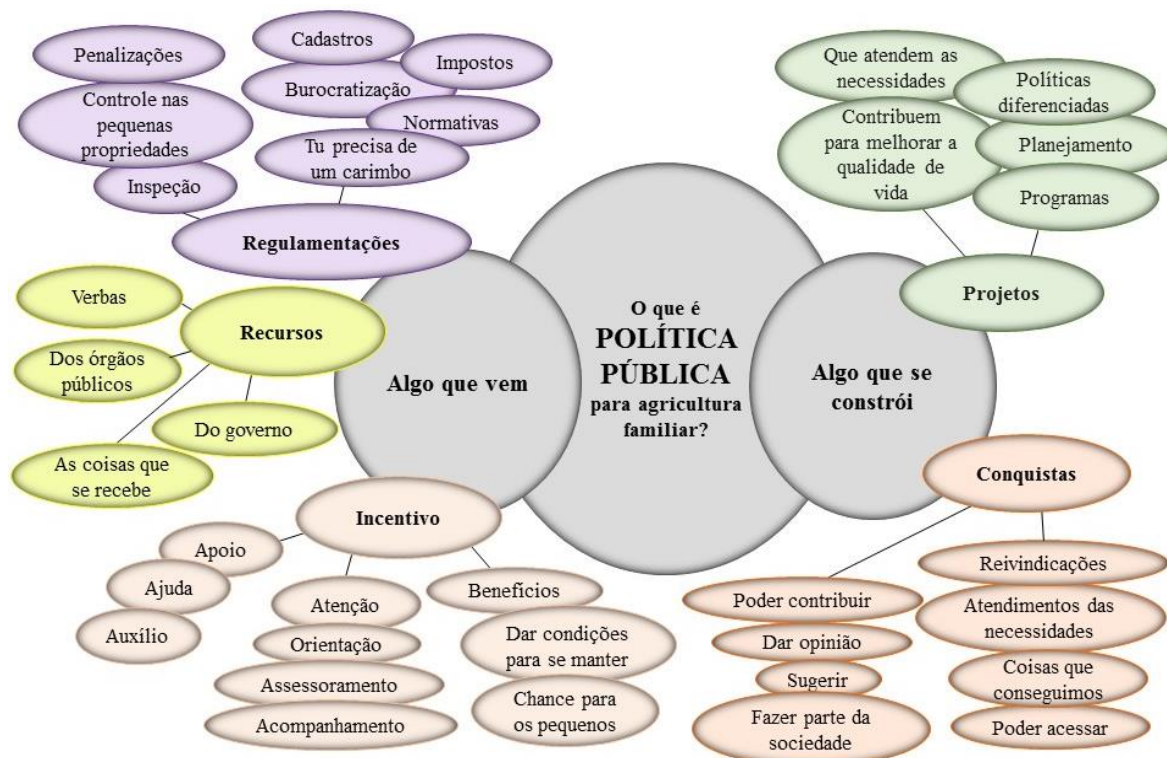 Penalizações
Controle nas
pequenas
propriedades
Inspeção
Cadastros
Burocratização
Impostos
Normativas
Tu precisa de
um carimbo
Regulamentações
Verbas
Dos órgãos
públicos
As coisas que
se recebe
Do governo
Recursos
Algo que vem
O que é
POLÍTICA
PÚBLICA
para agricultura
familiar?
Algo que se
constrói
Que atendem as
necessidades
Contribuem
para melhorar a
qualidade de
vida
Políticas
diferenciadas
Planejamento
Programas
Projetos
Incentivo
Apoio
Ajuda
Auxílio
Atenção
Orientação
Assessoramento
Acompanhamento
Benefícios
Dar condições
para se manter
Chance para
os pequenos
Conquistas
Poder contribuir
Dar opinião
Sugerir
Fazer parte da
sociedade
Reivindicações
Atendimentos das
necessidades
Coisas que
conseguimos
Poder acessar